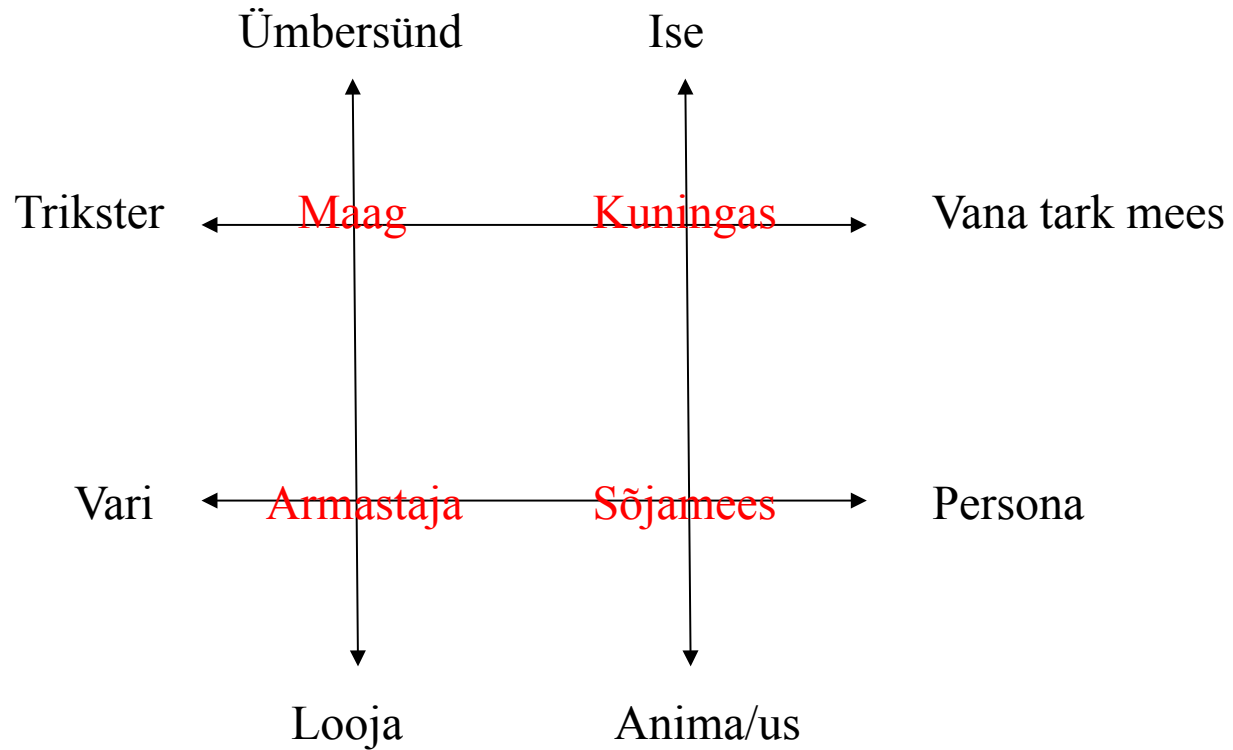 Ümbersünd Ise
Trikster Maag Kuningas Vana tark mees
Vari Armastaja Sõjamees Persona
Looja Anima/us